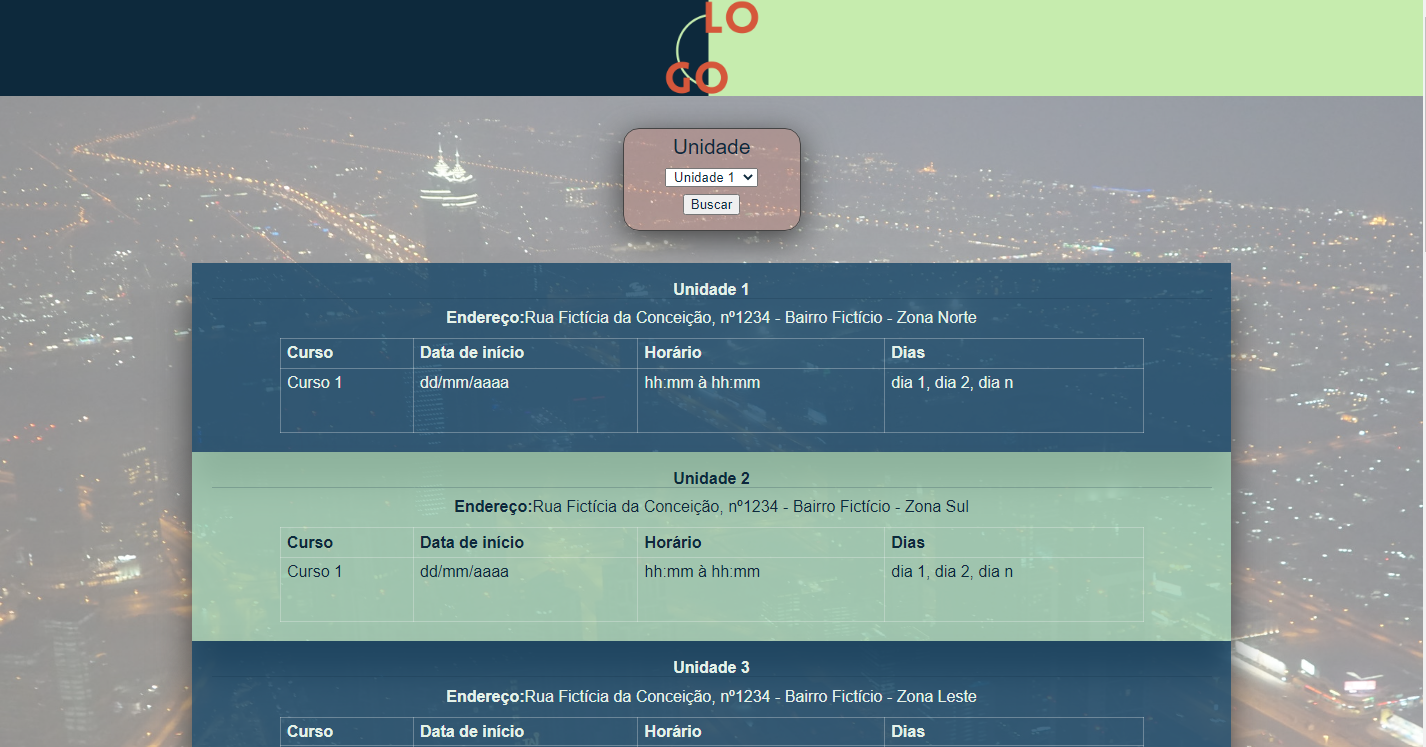 LO
GO
Unidade
Unidade 1
Buscar
Unidade 1
Endereço:Rua Fictícia da Conceição, nº1234 - Bairro Fictício - Zona Norte
Curso Data de início Horário Dias
Curso 1 dd/mm/aaaa hh:mm à hh:mm dia 1, dia 2, dia n
Unidade 2
Endereço:Rua Fictícia da Conceição, nº1234 - Bairro Fictício - Zona Sul
Curso Data de início Horário Dias
Curso 1 dd/mm/aaaa hh:mm à hh:mm dia 1, dia 2, dia n
Unidade 3
Endereço:Rua Fictícia da Conceição, nº1234 - Bairro Fictício - Zona Leste
Curso Data de início Horário Dias